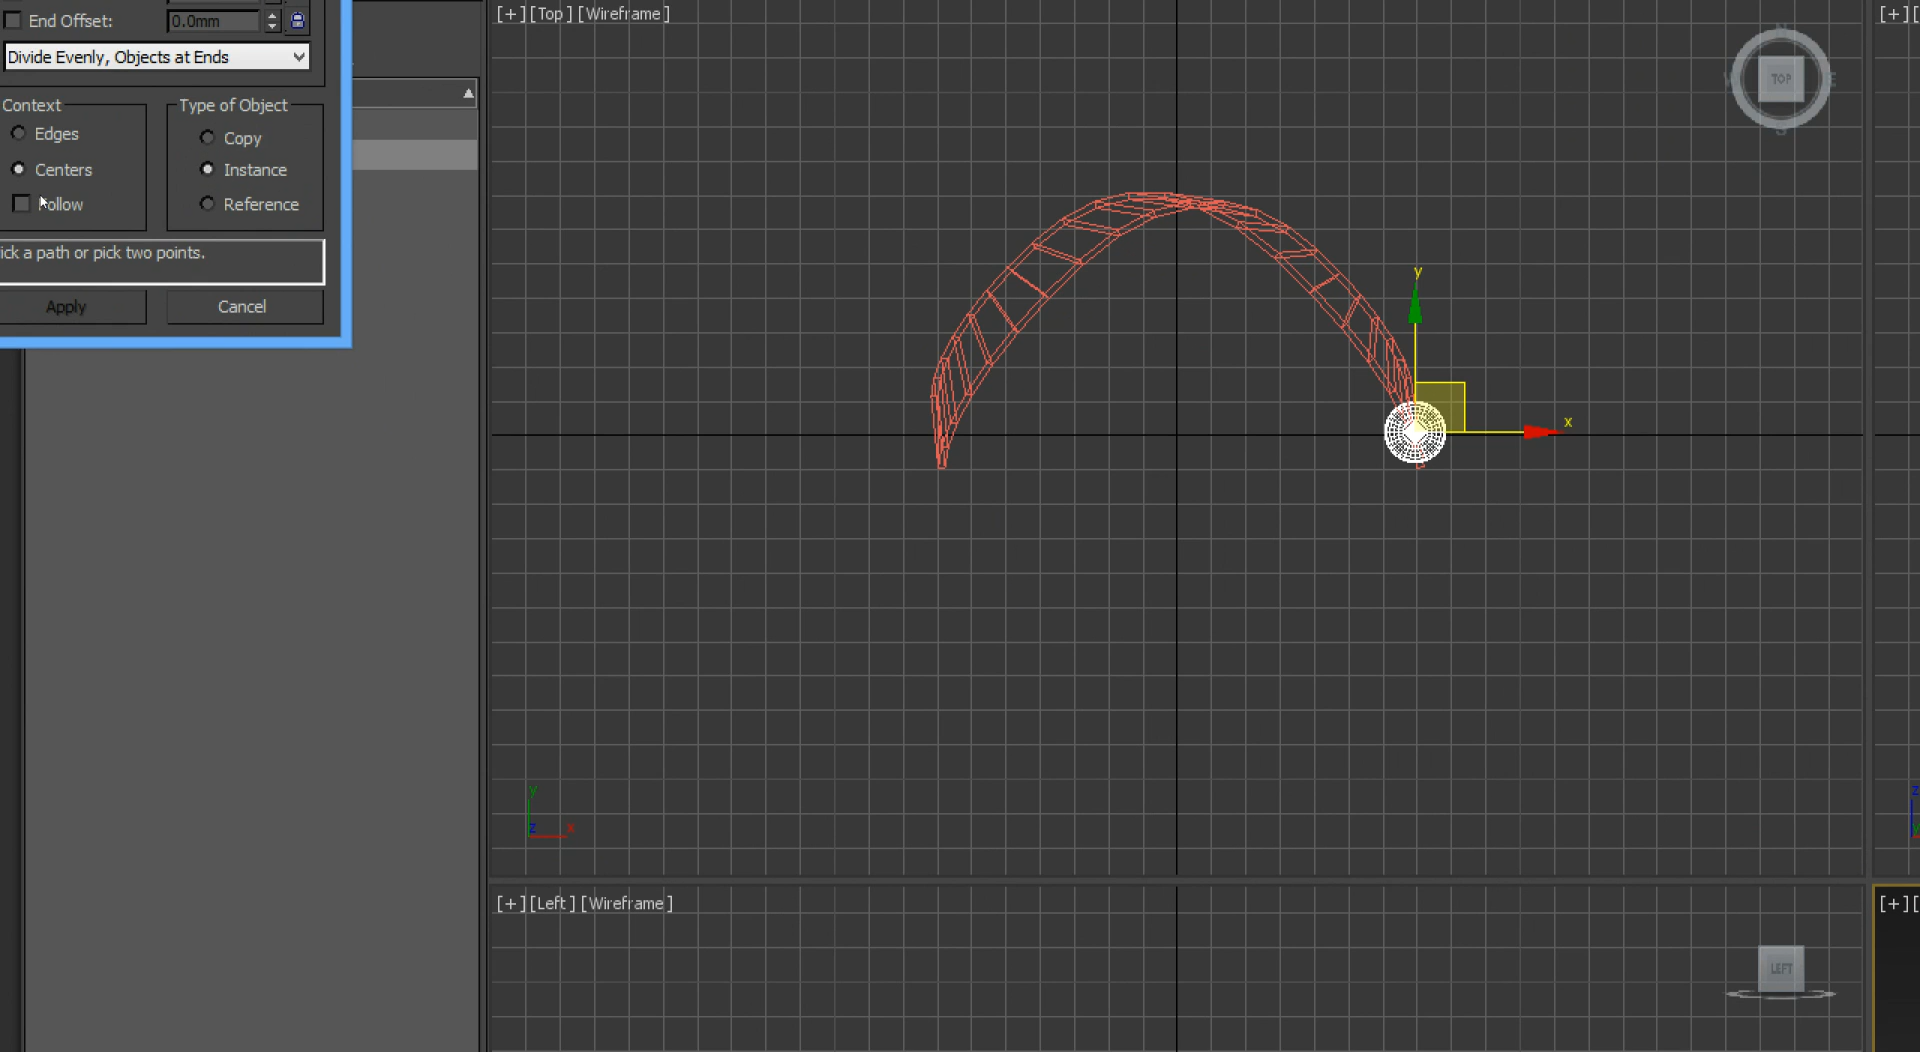 [+][Top][Wireframe]
[+][
End Offset:
0.0mm
Divide Evenly, Objects at Ends
TOP
N
E
S
Context
Type of Object
Edges
Copy
Centers
Instance
Follow
Reference
ick a path or pick two points.
Apply
Cancel
y
x
y
z
x
z
y
[+][Left][Wireframe]
[+][
LEFT